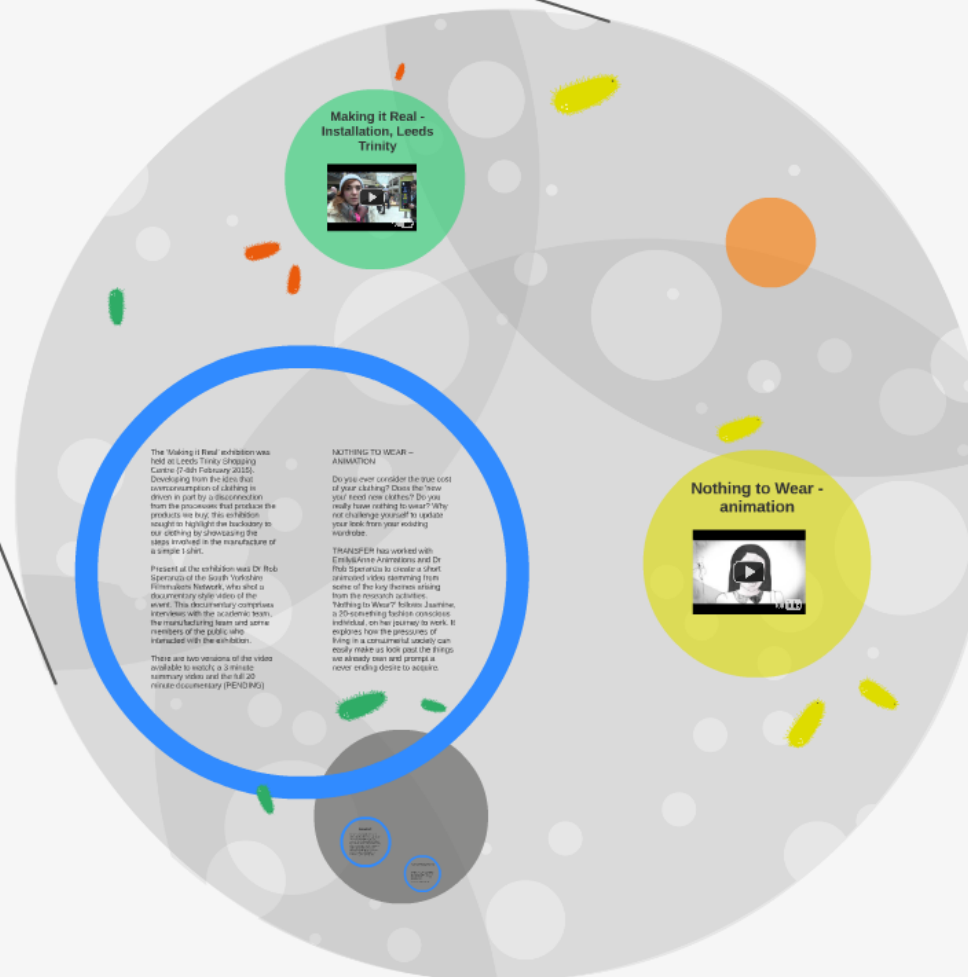 Making it Real -
Installation, Leeds
Trinity
The 'Making it Real' exhibition was
held at Leeds Trinity Shopping
Centre (7-8th February 2015).
Developing from the idea that
overconsumption of clothing is
driven in part by a disconnection
from the processes that produce the
products we buy; this exhibition
sought to highlight the backstory to
our clothing by showcasing the
steps involved in the manufacture of
a simple t-shirt.
Present at the exhibition was Dr Rob
Speranza of the South Yorkshire
Filmmakers Network, who shot a
documentary style video of the
event. This documentary comprises
interviews with the academic team,
the manufacturing team and some
members of the public who
interacted with the exhibition.
There are two versions of the video
available to watch; a 3 minute
summary video and the full 20
minute documentary (PENDING)
NOTHING TO WEAR –
ANIMATION
Do you ever consider the true cost
of your clothing? Does the 'new
you' need new clothes? Do you
really have nothing to wear? Why
not challenge yourself to update
your look from your existing
wardrobe.
TRANSFER has worked with
Emily&Anne Animations and Dr
Rob Speranza to create a short
animated video stemming from
some of the key themes arising
from the research activities.
'Nothing to Wear?' follows Jasmine,
a 20-something fashion conscious
individual, on her journey to work. It
explores how the pressures of
living in a consumerist society can
easily make us look past the things
we already own and prompt a
never ending desire to acquire.
Nothing to Wear -
animation